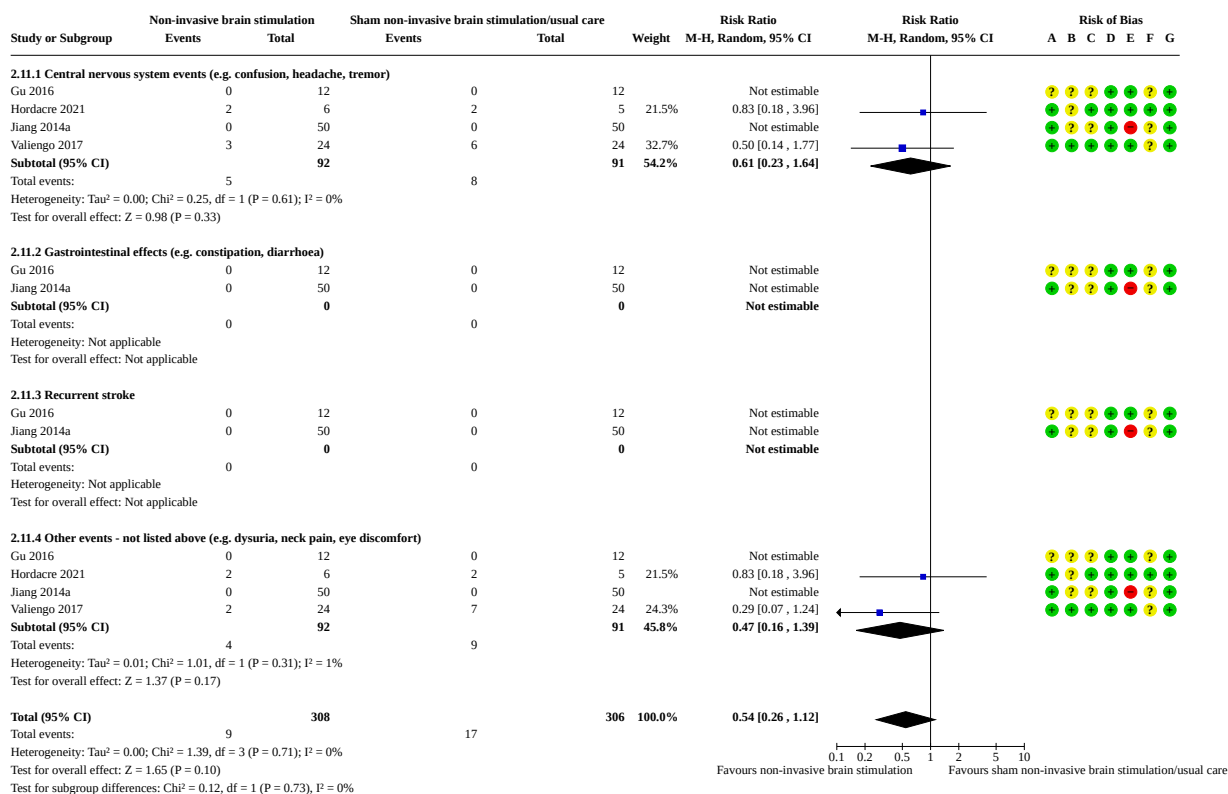 Non-invasive brain stimulation Sham non-invasive brain stimulation/usual care Risk Ratio Risk Ratio Risk of Bias
Study or Subgroup Events Total Events Total Weight M-H, Random, 95% CI M-H, Random, 95% CI A B C D E F G
2.11.1 Central nervous system events (e.g. confusion, headache, tremor)
Gu 2016 0 12 0 12 Not estimable ? ? ? + + ? +
Hordacre 2021 2 6 2 5 21.5% 0.83 [0.18 , 3.96] + ? + + + + +
Jiang 2014a 0 50 0 50 Not estimable + ? ? + − ? +
Valiengo 2017 3 24 6 24 32.7% 0.50 [0.14 , 1.77] + + + + + ? +
Subtotal (95% CI) 92 91 54.2% 0.61 [0.23 , 1.64]
Total events: 5 8
Heterogeneity: Tau² = 0.00; Chi² = 0.25, df = 1 (P = 0.61); I² = 0%
Test for overall effect: Z = 0.98 (P = 0.33)
2.11.2 Gastrointestinal effects (e.g. constipation, diarrhoea)
Gu 2016 0 12 0 12 Not estimable ? ? ? + + ? +
Jiang 2014a 0 50 0 50 Not estimable + ? ? + − ? +
Subtotal (95% CI) 0 0 Not estimable
Total events: 0 0
Heterogeneity: Not applicable
Test for overall effect: Not applicable
2.11.3 Recurrent stroke
Gu 2016 0 12 0 12 Not estimable ? ? ? + + ? +
Jiang 2014a 0 50 0 50 Not estimable + ? ? + − ? +
Subtotal (95% CI) 0 0 Not estimable
Total events: 0 0
Heterogeneity: Not applicable
Test for overall effect: Not applicable
2.11.4 Other events - not listed above (e.g. dysuria, neck pain, eye discomfort)
Gu 2016 0 12 0 12 Not estimable ? ? ? + + ? +
Hordacre 2021 2 6 2 5 21.5% 0.83 [0.18 , 3.96] + ? + + + + +
Jiang 2014a 0 50 0 50 Not estimable + ? ? + − ? +
Valiengo 2017 2 24 7 24 24.3% 0.29 [0.07 , 1.24] + + + + + ? +
Subtotal (95% CI) 92 91 45.8% 0.47 [0.16 , 1.39]
Total events: 4 9
Heterogeneity: Tau² = 0.01; Chi² = 1.01, df = 1 (P = 0.31); I² = 1%
Test for overall effect: Z = 1.37 (P = 0.17)
Total (95% CI) 308 306 100.0% 0.54 [0.26 , 1.12]
Total events: 9 17
Heterogeneity: Tau² = 0.00; Chi² = 1.39, df = 3 (P = 0.71); I² = 0%
0.1 0.2 0.5 1 2 5 10
Test for overall effect: Z = 1.65 (P = 0.10) Favours non-invasive brain stimulation Favours sham non-invasive brain stimulation/usual care
Test for subgroup differences: Chi² = 0.12, df = 1 (P = 0.73), I² = 0%